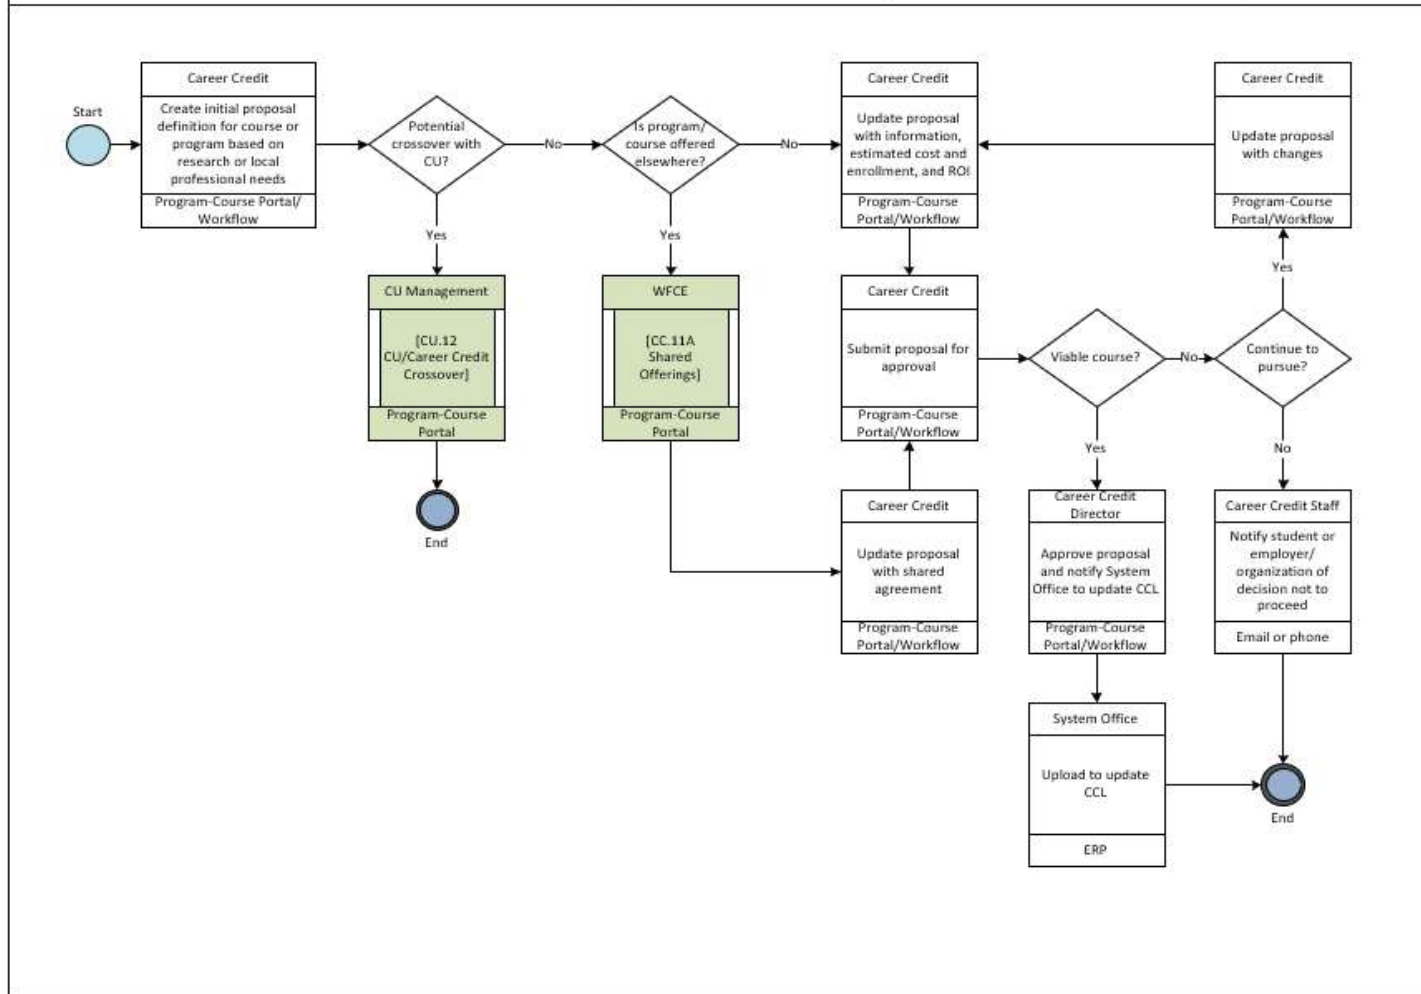 Start
Career Credit
Create initial proposal
definition for course or
program based on
research or local
professional needs
Program-Course Portal/
Workflow
Potential
crossover with
CU?
No
Yes
CU Management
[CU.12
CU/Career Credit
Crossover]
Program-Course
Portal
End
Is program/
course offered
elsewhere?
No
Yes
WFCE
[CC.11A
Shared
Offerings]
Program-Course
Portal
Career Credit
Update proposal
with information,
estimated cost and
enrollment, and ROI
Program-Course
Portal/Workflow
Career Credit
Submit proposal for
approval
Program-Course
Portal/Workflow
Career Credit
Update proposal
with shared
agreement
Program-Course
Portal/Workflow
Viable course?
No
Yes
Career Credit
Director
Approve proposal
and notify System
Office to update CCL
Program-Course
Portal/Workflow
System Office
Upload to update
CCL
ERP
Career Credit
Update proposal
with changes
Program-Course
Portal/Workflow
Yes
Continue to
pursue?
No
Career Credit Staff
Notify student or
employer/
organization of
decision not to
proceed
Email or phone
End